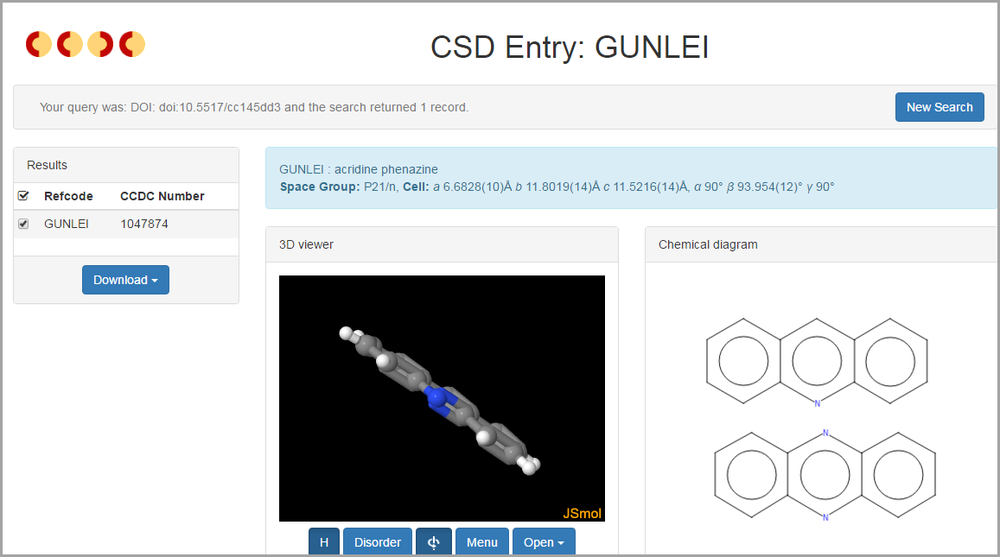 CSD Entry: GUNLEI
Your query was: DOI: doi:10.5517/cc145dd3 and the search returned 1 record.
New Search
Results
Refcode CCDC Number
GUNLEI 1047874
Download
GUNLEI : acridine phenazine
Space Group: P21/n, Cell: a 6.6828(10)Å b 11.8019(14)Å c 11.5216(14)Å, α 90° β 93.954(12)° γ 90°
3D viewer
JSmol
H Disorder Menu Open
Chemical diagram
N
N
N